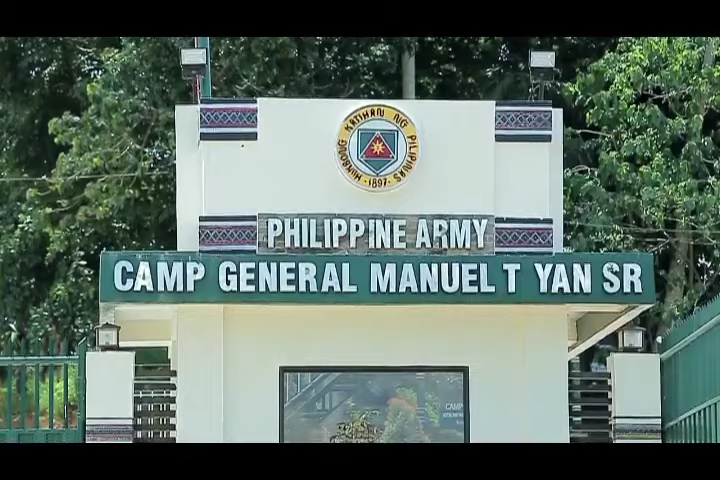 HUKBONG KATIHAN NG PILIPINAS
·1897·
PHILIPPINE ARMY
CAMP GENERAL MANUEL T YAN SR
CAMP